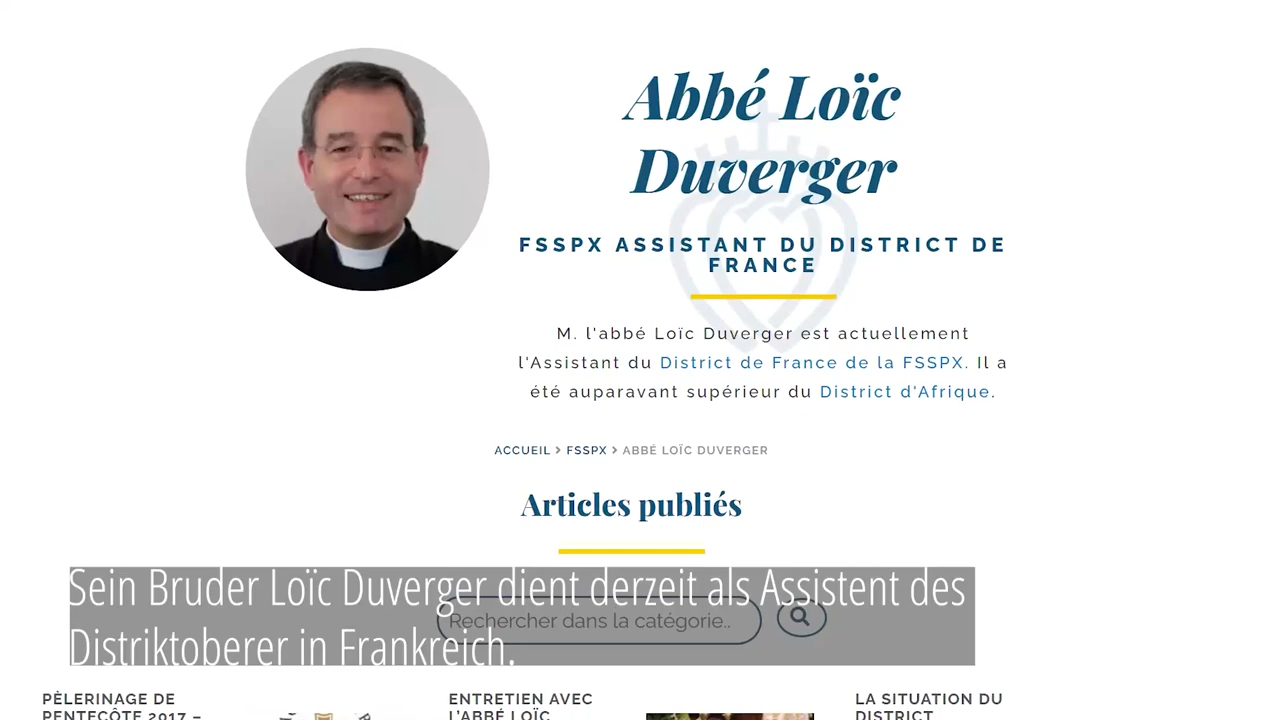 Abbé Loïc
Duverger
FSSPX ASSISTANT DU DISTRICT DE
FRANCE
M. l'abbé Loïc Duverger est actuellement
l'Assistant du District de France de la FSSPX. Il a
été auparavant supérieur du District d'Afrique.
ACCUEIL > FSSPX > ABBÉ LOÏC DUVERGER
Articles publiés
Sein Bruder Loïc Duverger dient derzeit als Assistent des
Distriktoberer in Frankreich.
Rechercher dans la catégorie..
PÈLERINAGE DE
PENTECÔTE 2017 –
ENTRETIEN AVEC
L'ABBÉ LOÏC
LA SITUATION DU
DISTRICT